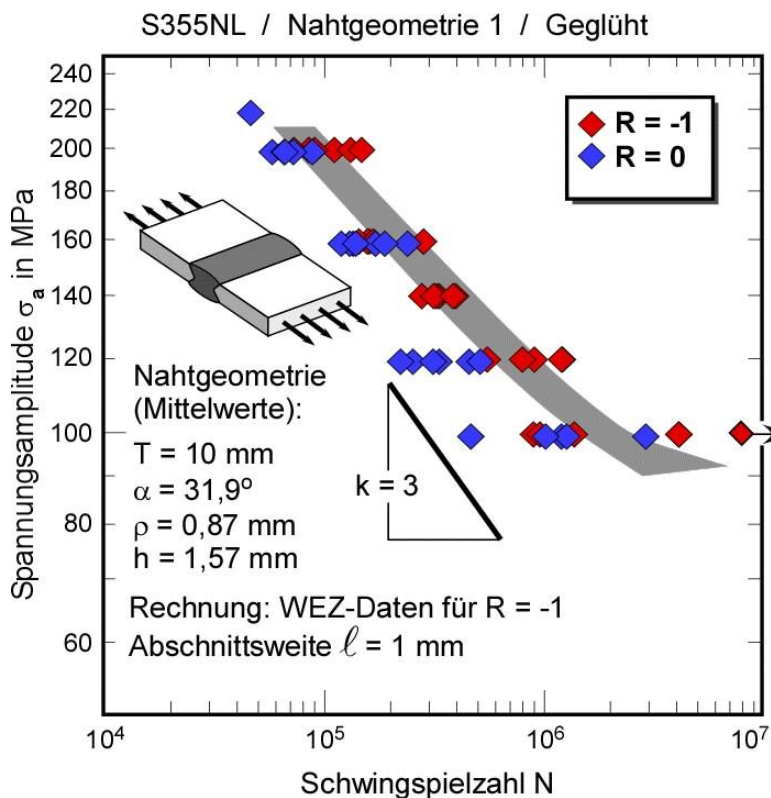 S355NL / Nahtgeometrie 1 / Geglüht
240
220
200
180
160
140
120
100
80
60
Spannungsamplitude σa in MPa
R = -1
R = 0
Nahtgeometrie
(Mittelwerte):
T = 10 mm
α = 31,9º
ρ = 0,87 mm
h = 1,57 mm
k = 3
Rechnung: WEZ-Daten für R = -1
Abschnittsweite ℓ = 1 mm
10⁴ 10⁵ 10⁶ 10⁷
Schwingspielzahl N